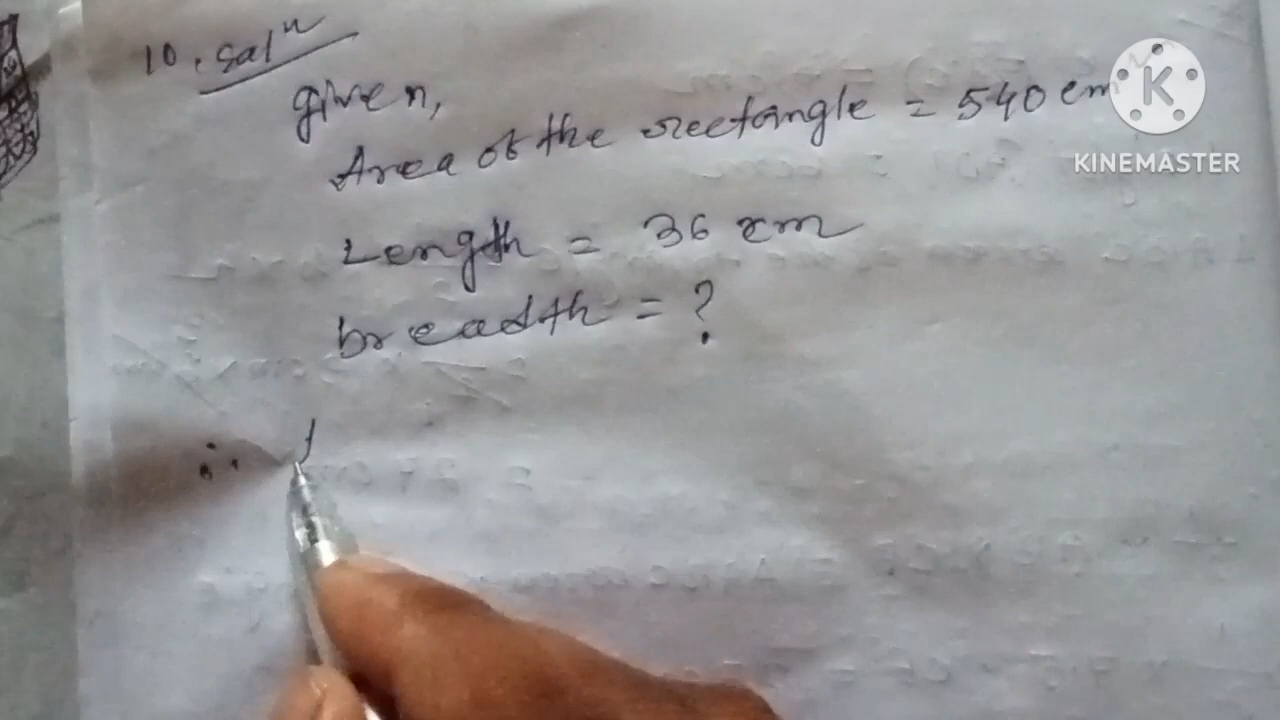 10. Solⁿ
given,
Area of the rectangle = 540 cm
Length = 36 cm
breadth = ?
∴
K
KINEMASTER